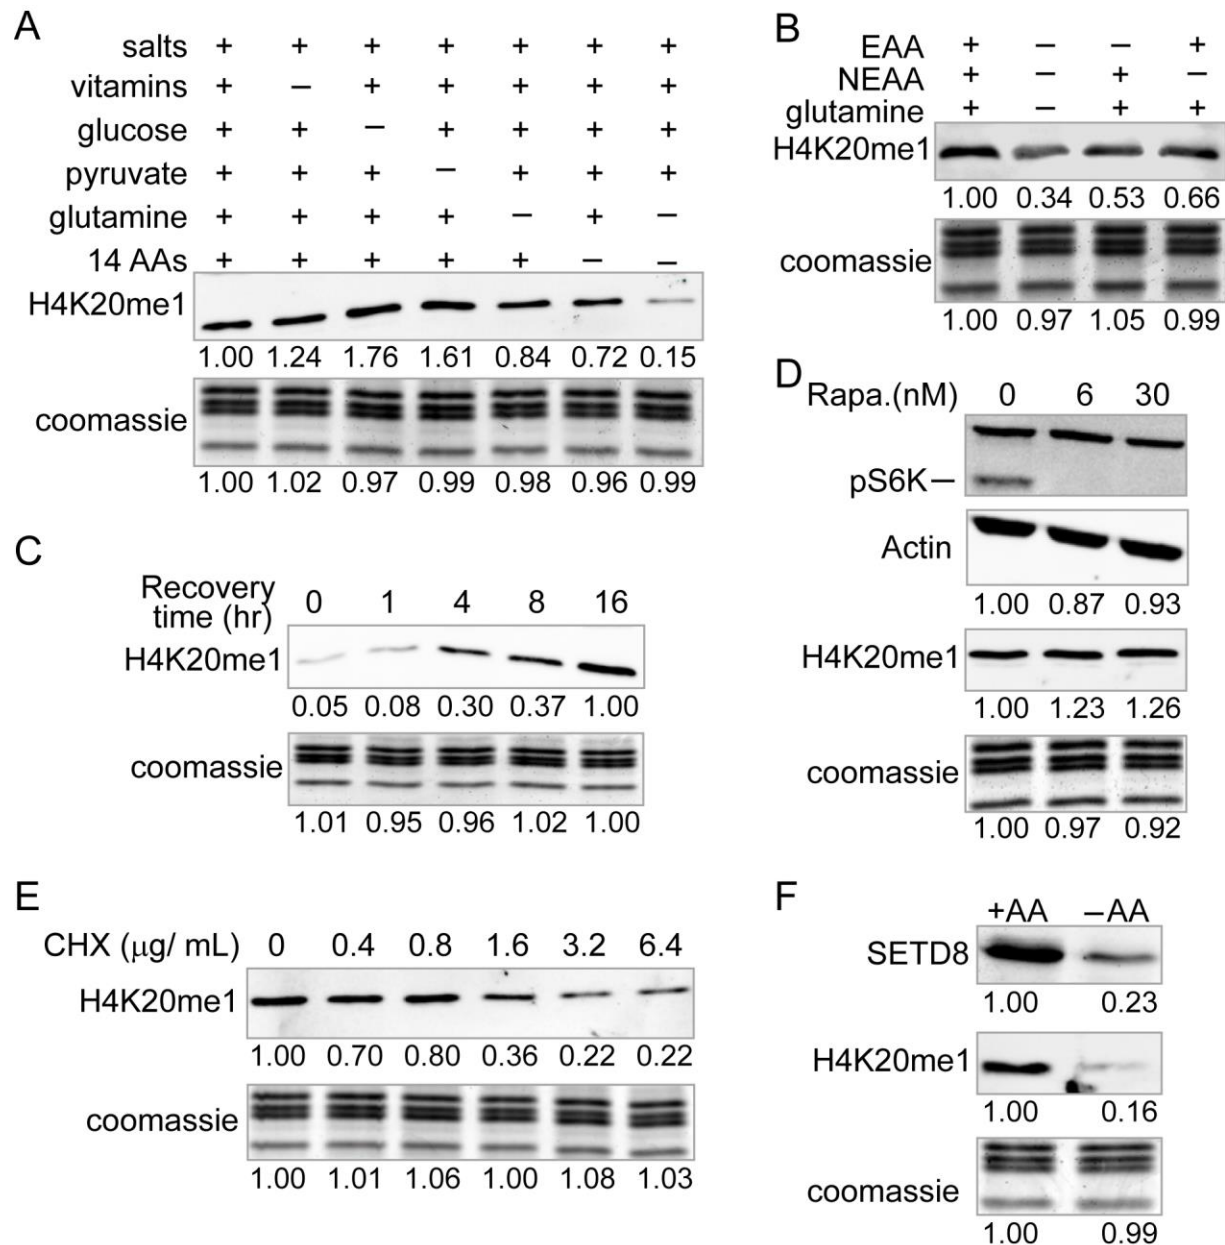 A
salts + + + + + + +
vitamins + − + + + + +
glucose + + − + + + +
pyruvate + + + − + + +
glutamine + + + + − + −
14 AAs + + + + + − −
H4K20me1
1.00 1.24 1.76 1.61 0.84 0.72 0.15
coomassie
1.00 1.02 0.97 0.99 0.98 0.96 0.99
B
EAA + − − +
NEAA + − + −
glutamine + − + +
H4K20me1
1.00 0.34 0.53 0.66
coomassie
1.00 0.97 1.05 0.99
C
Recovery
time (hr) 0 1 4 8 16
H4K20me1
0.05 0.08 0.30 0.37 1.00
coomassie
1.01 0.95 0.96 1.02 1.00
D
Rapa.(nM) 0 6 30
pS6K –
Actin
1.00 0.87 0.93
H4K20me1
1.00 1.23 1.26
coomassie
1.00 0.97 0.92
E
CHX (μg/ mL) 0 0.4 0.8 1.6 3.2 6.4
H4K20me1
1.00 0.70 0.80 0.36 0.22 0.22
coomassie
1.00 1.01 1.06 1.00 1.08 1.03
F
+AA –AA
SETD8
1.00 0.23
H4K20me1
1.00 0.16
coomassie
1.00 0.99